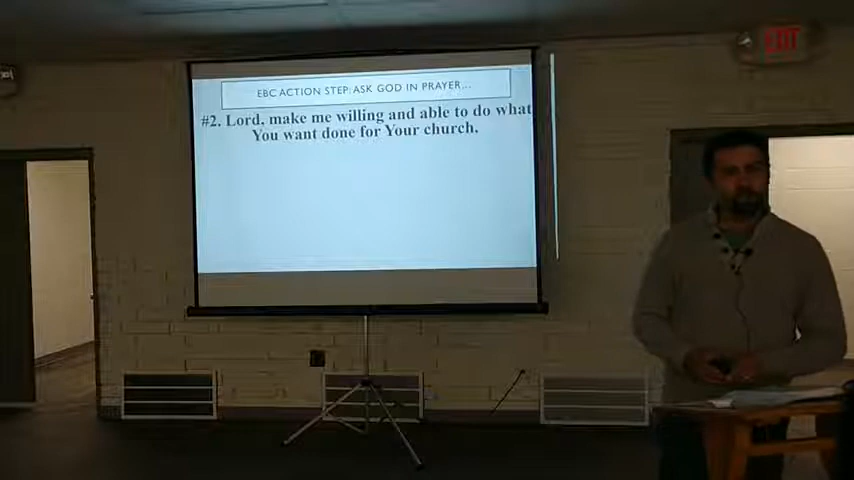 EBC ACTION STEP: ASK GOD IN PRAYER...
#2. Lord, make me willing and able to do what
You want done for Your church.
EXIT